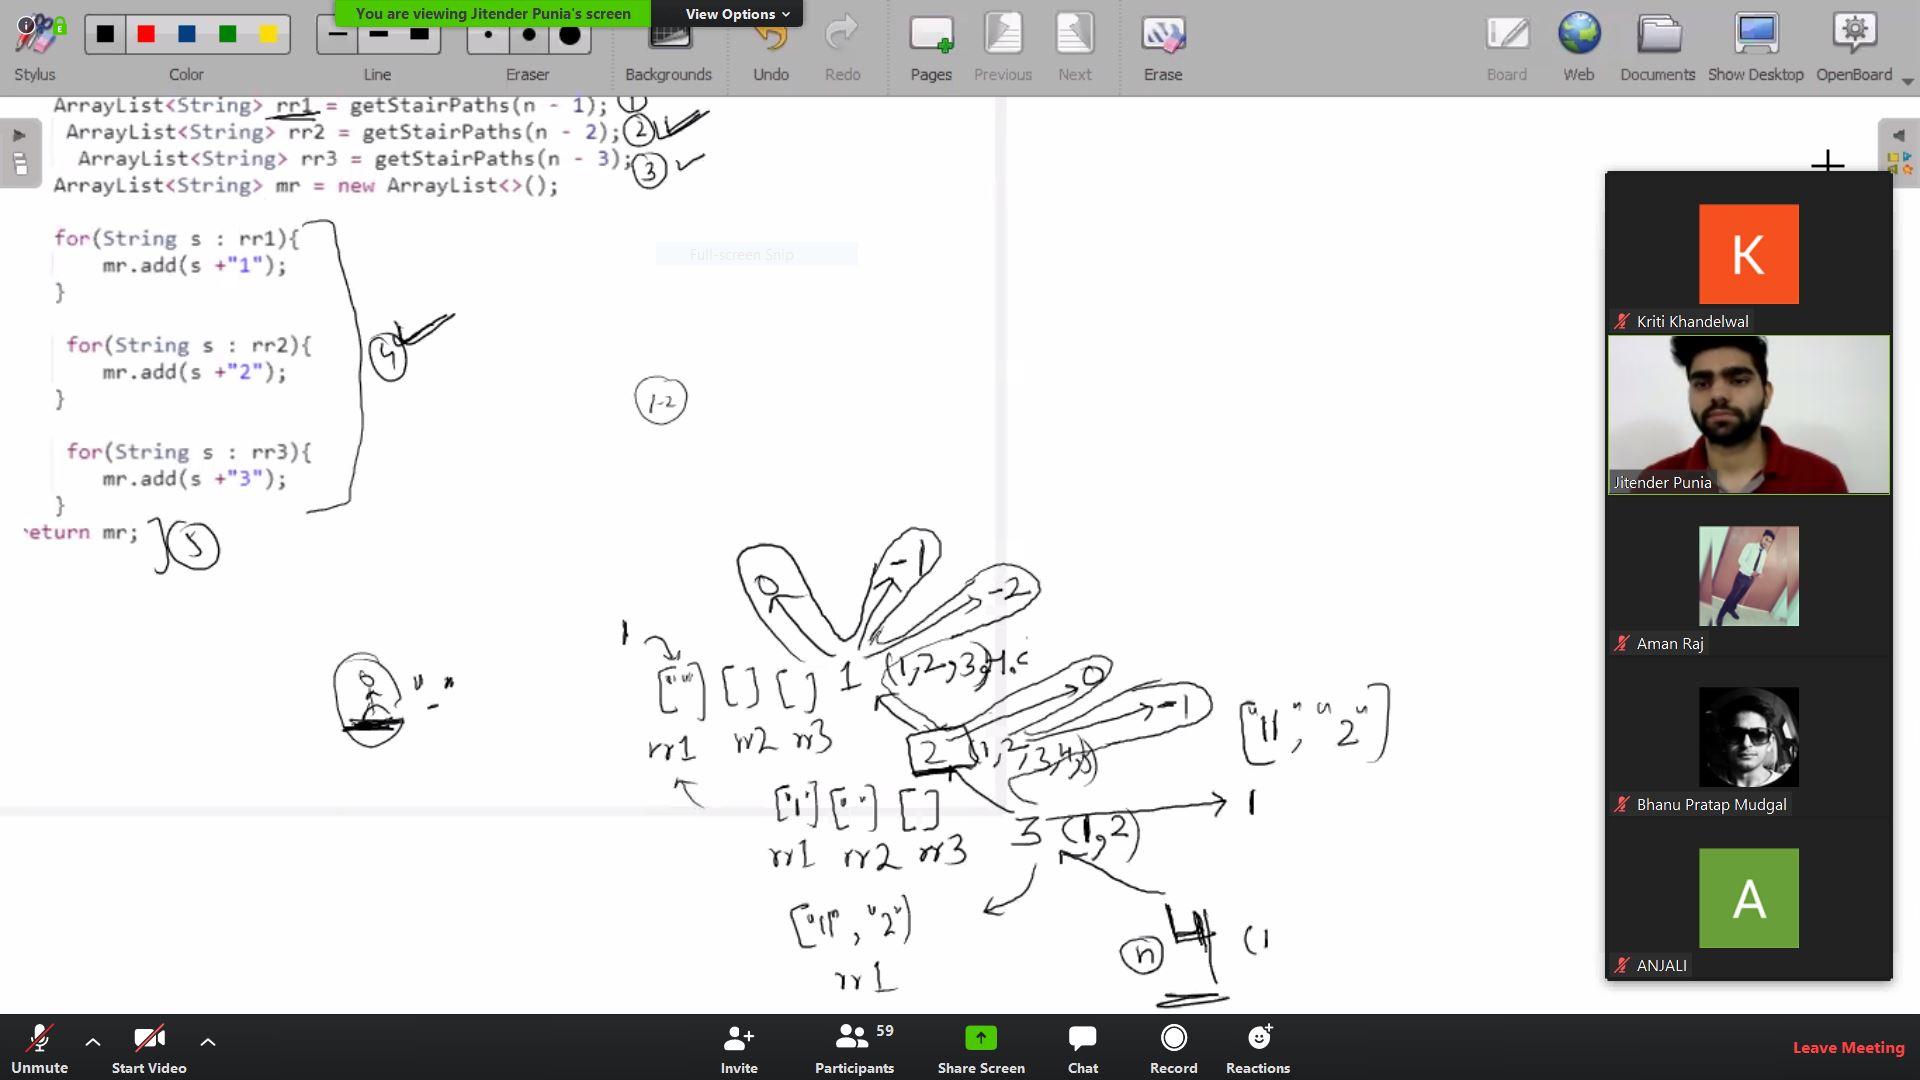 You are viewing Jitender Punia's screen
View Options
Stylus
Color
Line
Eraser
Backgrounds
Undo
Redo
Pages
Previous
Next
Erase
Board
Web
Documents
Show Desktop
OpenBoard
ArrayList<String> rr1 = getStairPaths(n - 1); 1
ArrayList<String> rr2 = getStairPaths(n - 2); 2
ArrayList<String> rr3 = getStairPaths(n - 3); 3
ArrayList<String> mr = new ArrayList<>();
Full-screen Snip
for(String s : rr1){
mr.add(s +"1");
}
for(String s : rr2){
mr.add(s +"2");
}
4
1-2
for(String s : rr3){
mr.add(s +"3");
}
return mr; } 5
0
-1
-2
1
[" "] [] [] 1 (1,2,3)
rr1 rr2 rr3
0
-1
2 (1,2,3,4,5)
["11", "2"]
["1"] [" "] []
rr1 rr2 rr3
3 (1,2)
1
["11", "2"]
rr1
n 4 (1
K
Kriti Khandelwal
Jitender Punia
Aman Raj
Bhanu Pratap Mudgal
A
ANJALI
Unmute
Start Video
Invite
59
Participants
Share Screen
Chat
Record
Reactions
Leave Meeting